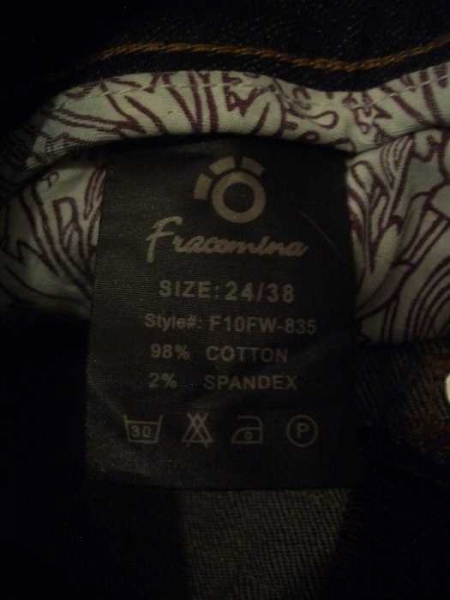 Fracomina
SIZE: 24/38
Style#: F10FW-835
98% COTTON
2% SPANDEX
30 P